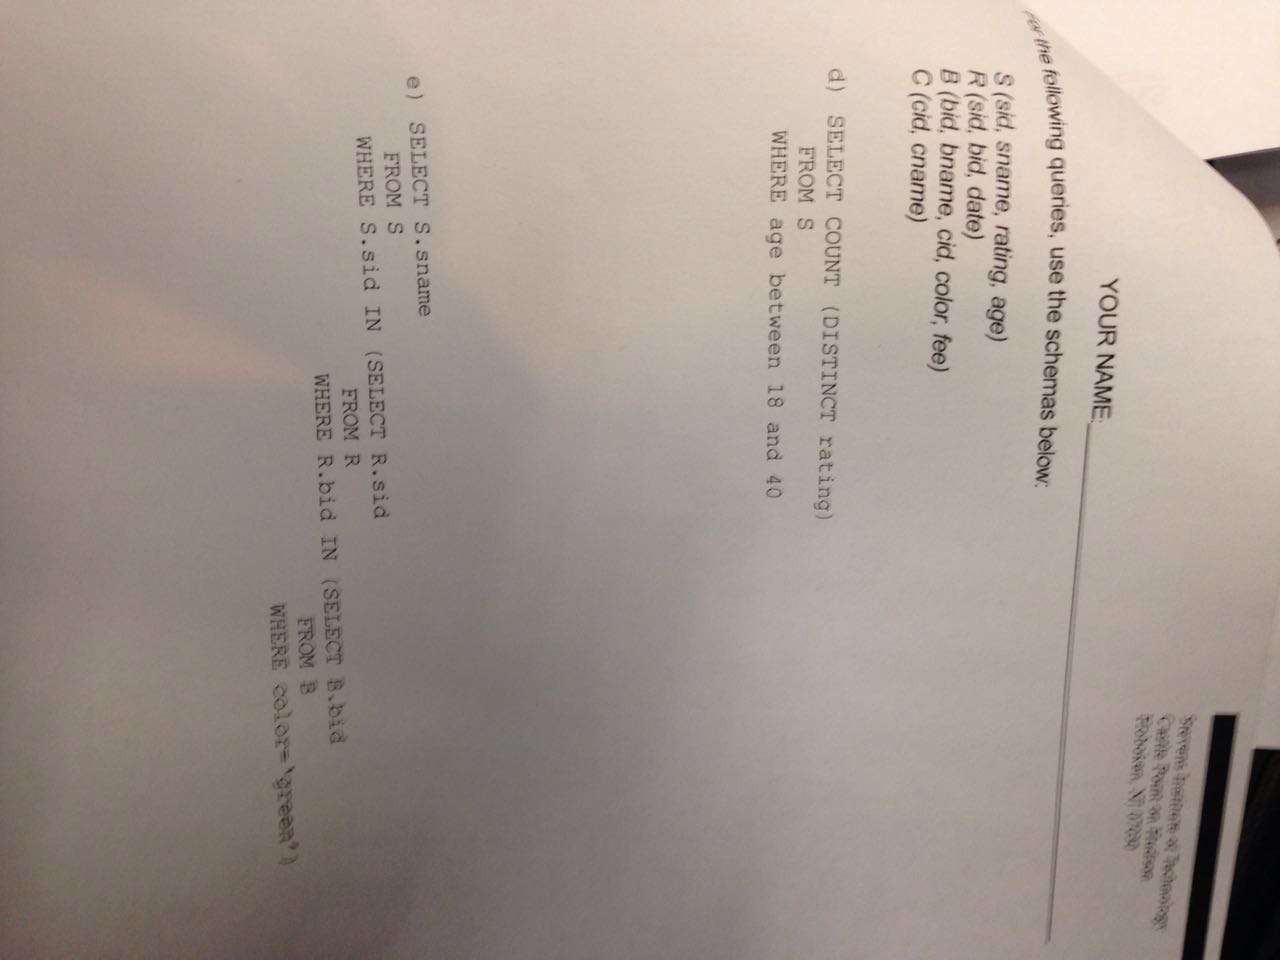 Stevens Institute of Technology
Castle Point on Hudson
Hoboken, NJ 07030
YOUR NAME:
For the following queries, use the schemas below:
S (sid, sname, rating, age)
R (sid, bid, date)
B (bid, bname, cid, color, fee)
C (cid, cname)
d) SELECT COUNT (DISTINCT rating)
FROM S
WHERE age between 18 and 40
e) SELECT S.sname
FROM S
WHERE S.sid IN (SELECT R.sid
FROM R
WHERE R.bid IN (SELECT B.bid
FROM B
WHERE color=‘green’)